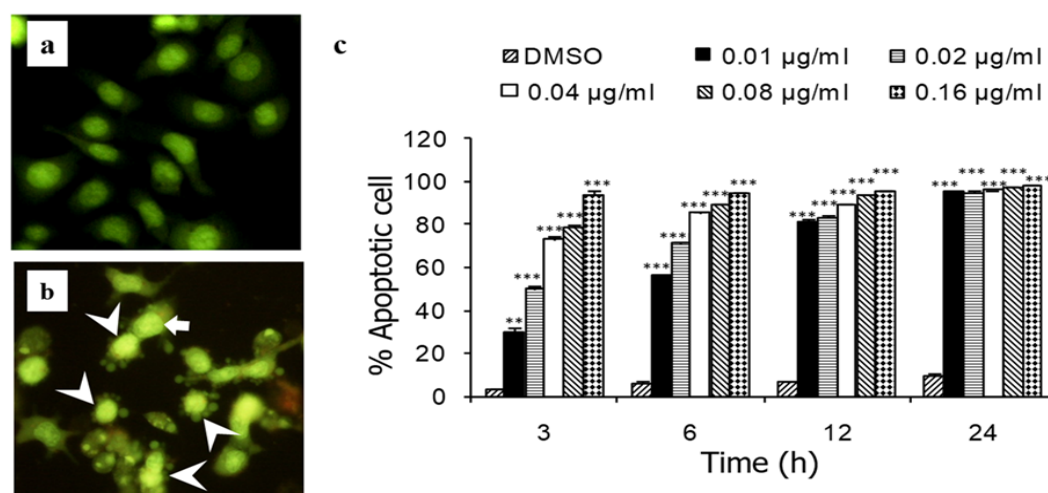 a
b
c
DMSO 0.01 µg/ml 0.02 µg/ml
0.04 µg/ml 0.08 µg/ml 0.16 µg/ml
% Apoptotic cell
120
100
80
60
40
20
0
** *** *** *** ***
*** *** *** *** ***
*** *** *** *** ***
*** *** *** *** ***
3 6 12 24
Time (h)